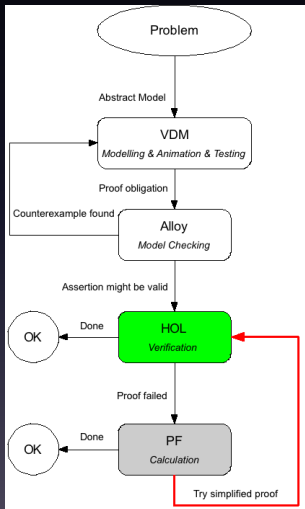 Problem
Abstract Model
VDM
Modelling & Animation & Testing
Proof obligation
Counterexample found
Alloy
Model Checking
Assertion might be valid
OK
Done
HOL
Verification
Proof failed
OK
Done
PF
Calculation
Try simplified proof